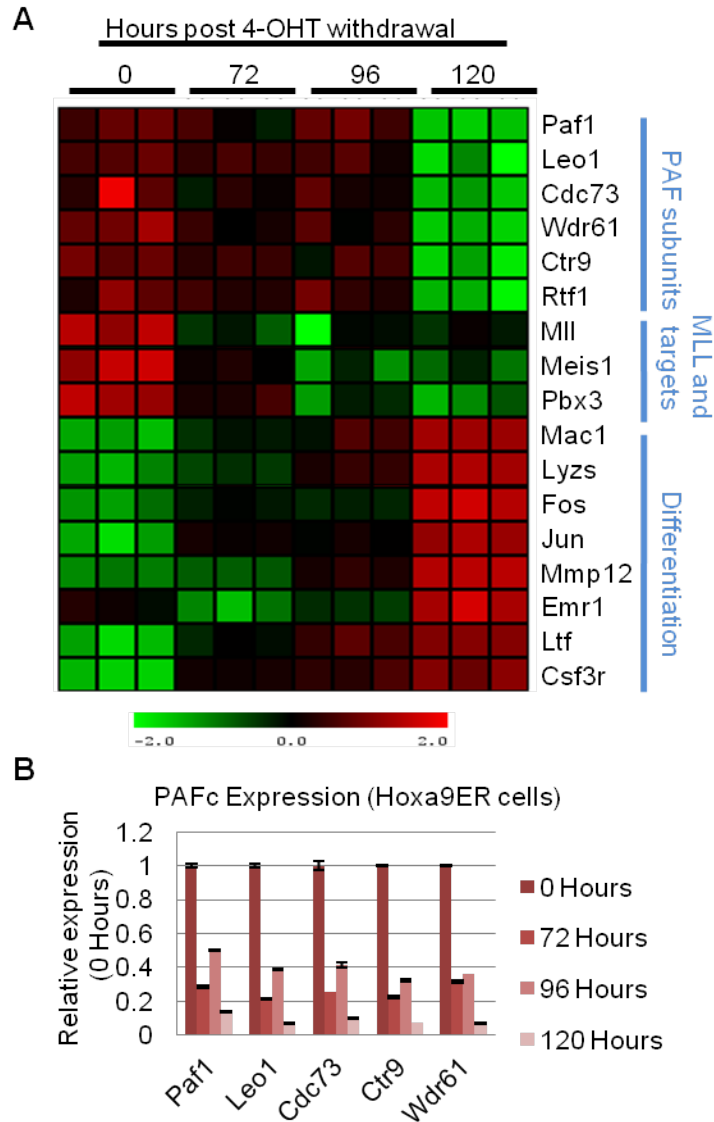 A
Hours post 4-OHT withdrawal
0 72 96 120
Paf1
Leo1
Cdc73
Wdr61
Ctr9
Rtf1
Mll
Meis1
Pbx3
Mac1
Lyzs
Fos
Jun
Mmp12
Emr1
Ltf
Csf3r
PAF subunits
MLL and
targets
Differentiation
-2.0 0.0 2.0
B
PAFc Expression (Hoxa9ER cells)
Relative expression
(0 Hours)
1.2
1
0.8
0.6
0.4
0.2
0
Paf1 Leo1 Cdc73 Ctr9 Wdr61
0 Hours
72 Hours
96 Hours
120 Hours